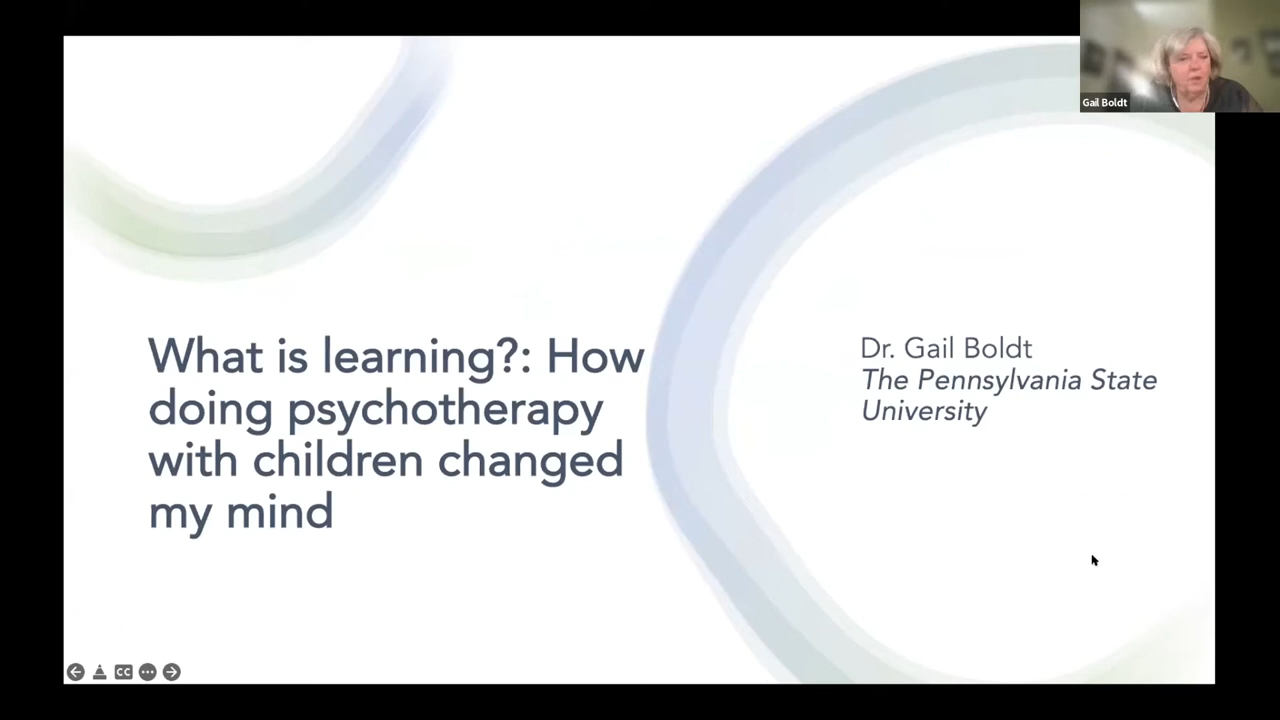 Gail Boldt
What is learning?: How
doing psychotherapy
with children changed
my mind
Dr. Gail Boldt
The Pennsylvania State
University
CC